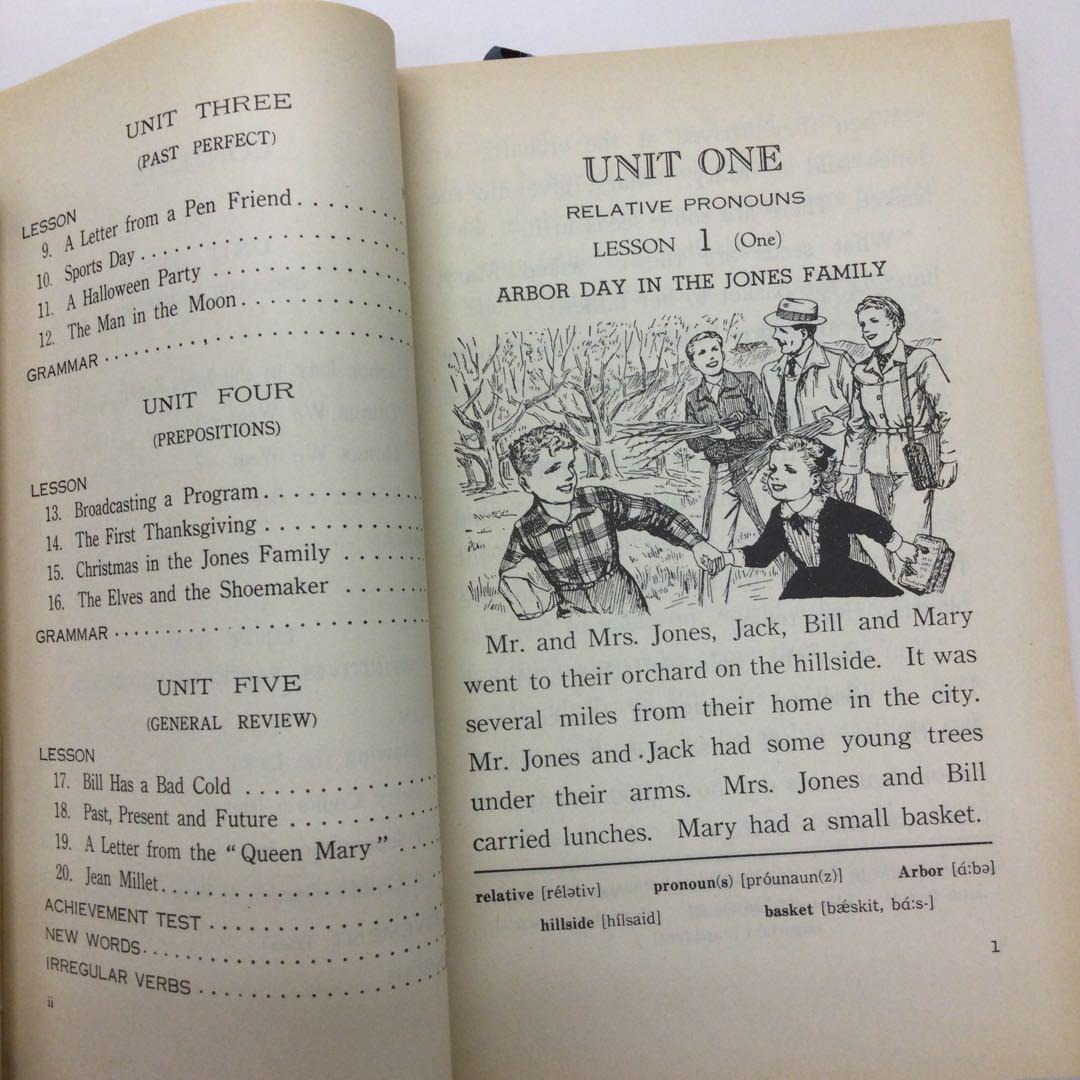 UNIT THREE
(PAST PERFECT)
LESSON
9. A Letter from a Pen Friend
10. Sports Day
11. A Halloween Party
12. The Man in the Moon
GRAMMAR
UNIT FOUR
(PREPOSITIONS)
LESSON
13. Broadcasting a Program
14. The First Thanksgiving
15. Christmas in the Jones Family
16. The Elves and the Shoemaker
GRAMMAR
UNIT FIVE
(GENERAL REVIEW)
LESSON
17. Bill Has a Bad Cold
18. Past, Present and Future
19. A Letter from the "Queen Mary"
20. Jean Millet
ACHIEVEMENT TEST
NEW WORDS
IRREGULAR VERBS
ii
UNIT ONE
RELATIVE PRONOUNS
LESSON 1 (One)
ARBOR DAY IN THE JONES FAMILY
Mr. and Mrs. Jones, Jack, Bill and Mary
went to their orchard on the hillside. It was
several miles from their home in the city.
Mr. Jones and Jack had some young trees
under their arms. Mrs. Jones and Bill
carried lunches. Mary had a small basket.
relative [rélətiv] pronoun(s) [próunaun(z)] Arbor [ɑ́:bə]
hillside [hílsaid] basket [bǽskit, bɑ́:s-]
1